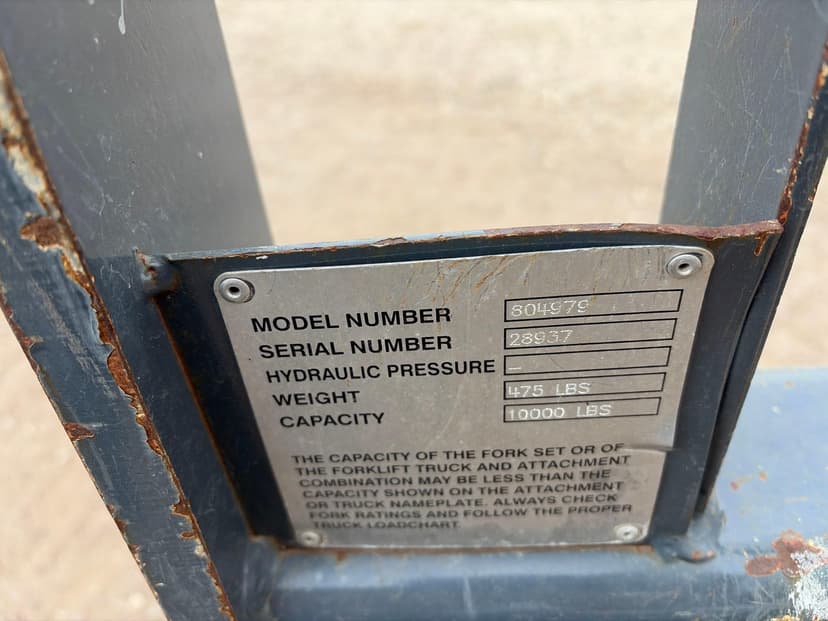 MODEL NUMBER 804979
SERIAL NUMBER 28937
HYDRAULIC PRESSURE –
WEIGHT 475 LBS
CAPACITY 10000 LBS
THE CAPACITY OF THE FORK SET OR OF
THE FORKLIFT TRUCK AND ATTACHMENT
COMBINATION MAY BE LESS THAN THE
CAPACITY SHOWN ON THE ATTACHMENT
OR TRUCK NAMEPLATE. ALWAYS CHECK
FORK RATINGS AND FOLLOW THE PROPER
TRUCK LOADCHART.